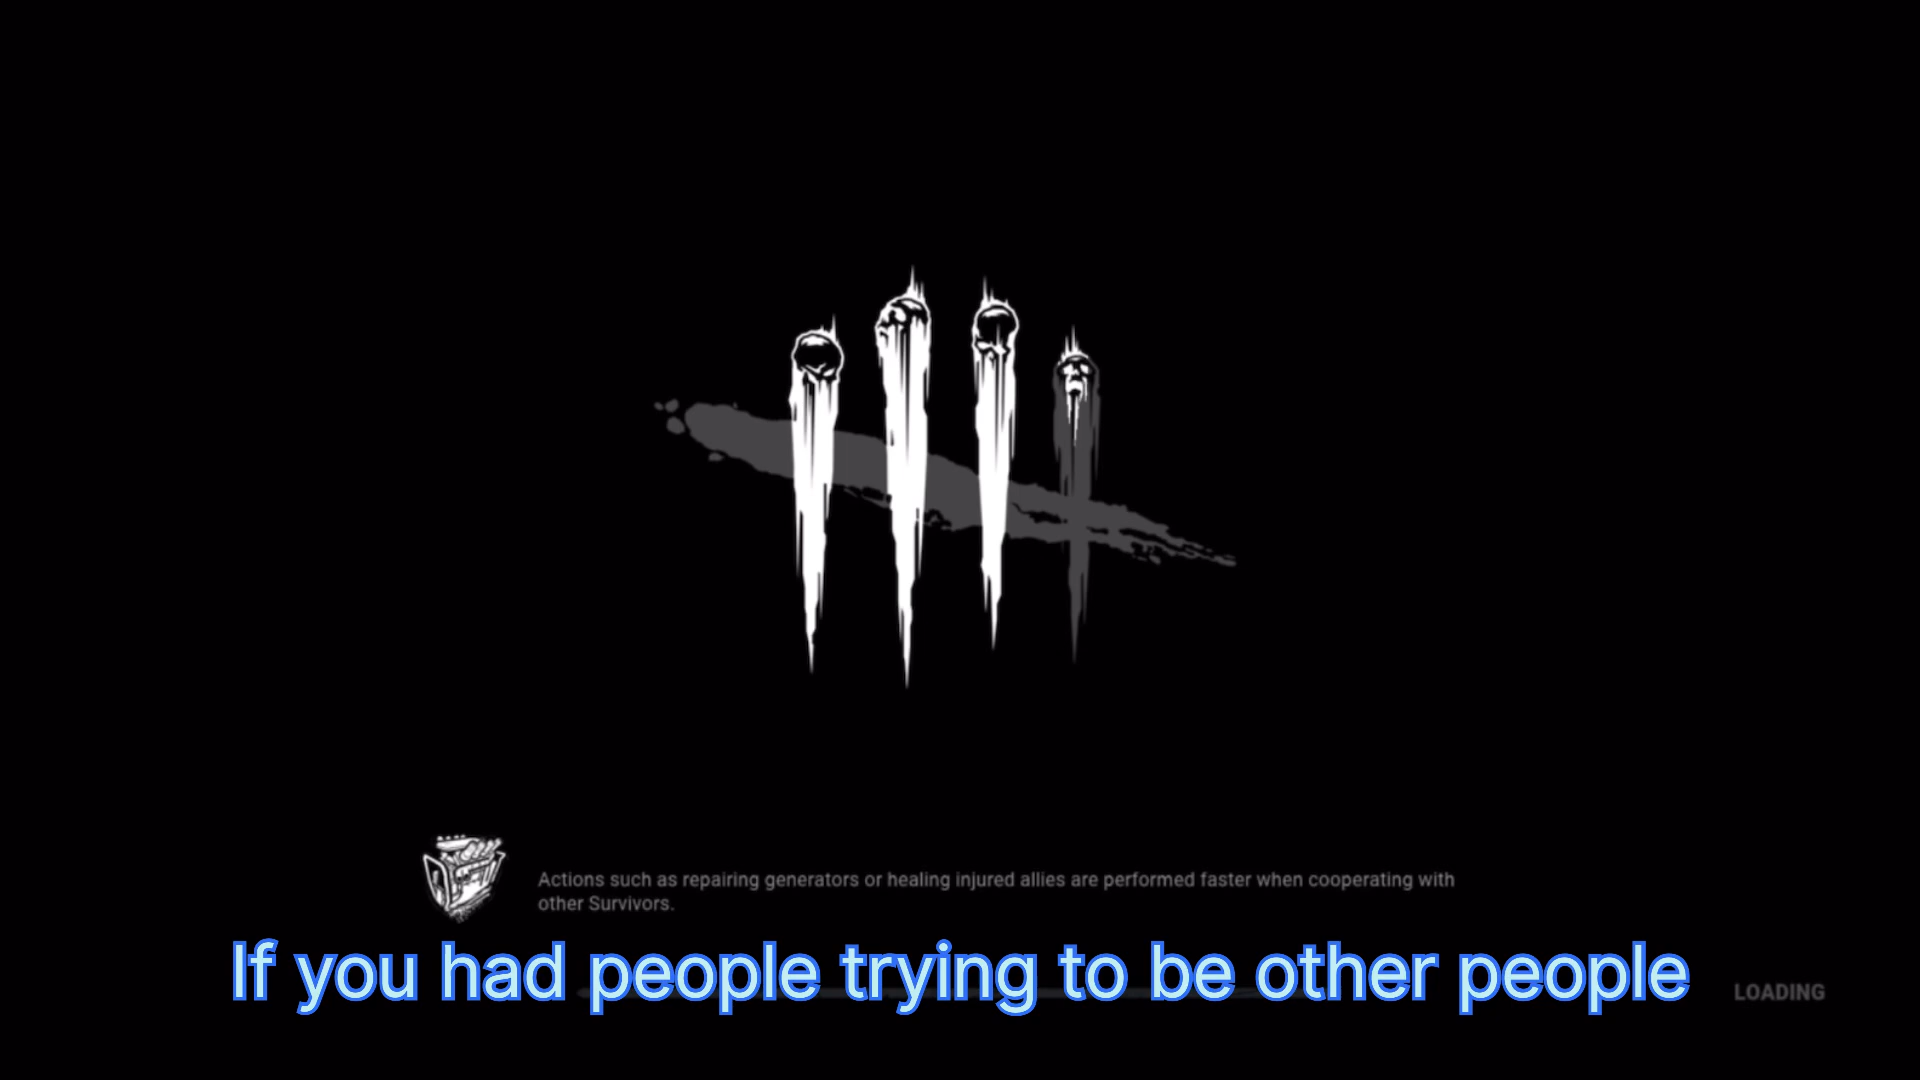 Actions such as repairing generators or healing injured allies are performed faster when cooperating with
other Survivors.
If you had people trying to be other people
LOADING